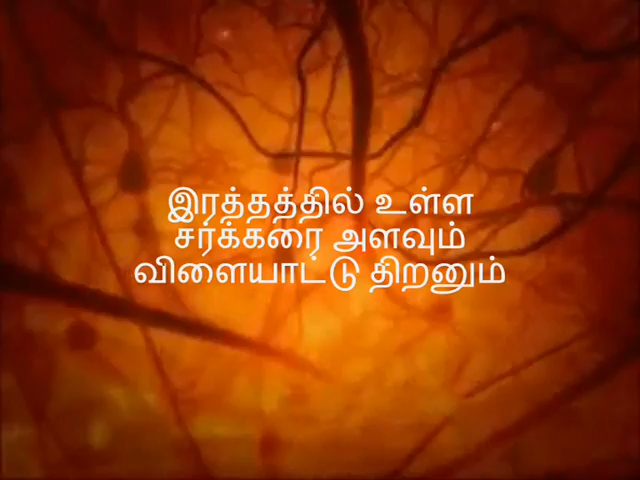 இரத்தத்தில் உள்ள
சர்க்கரை அளவும்
விளையாட்டு திறனும்